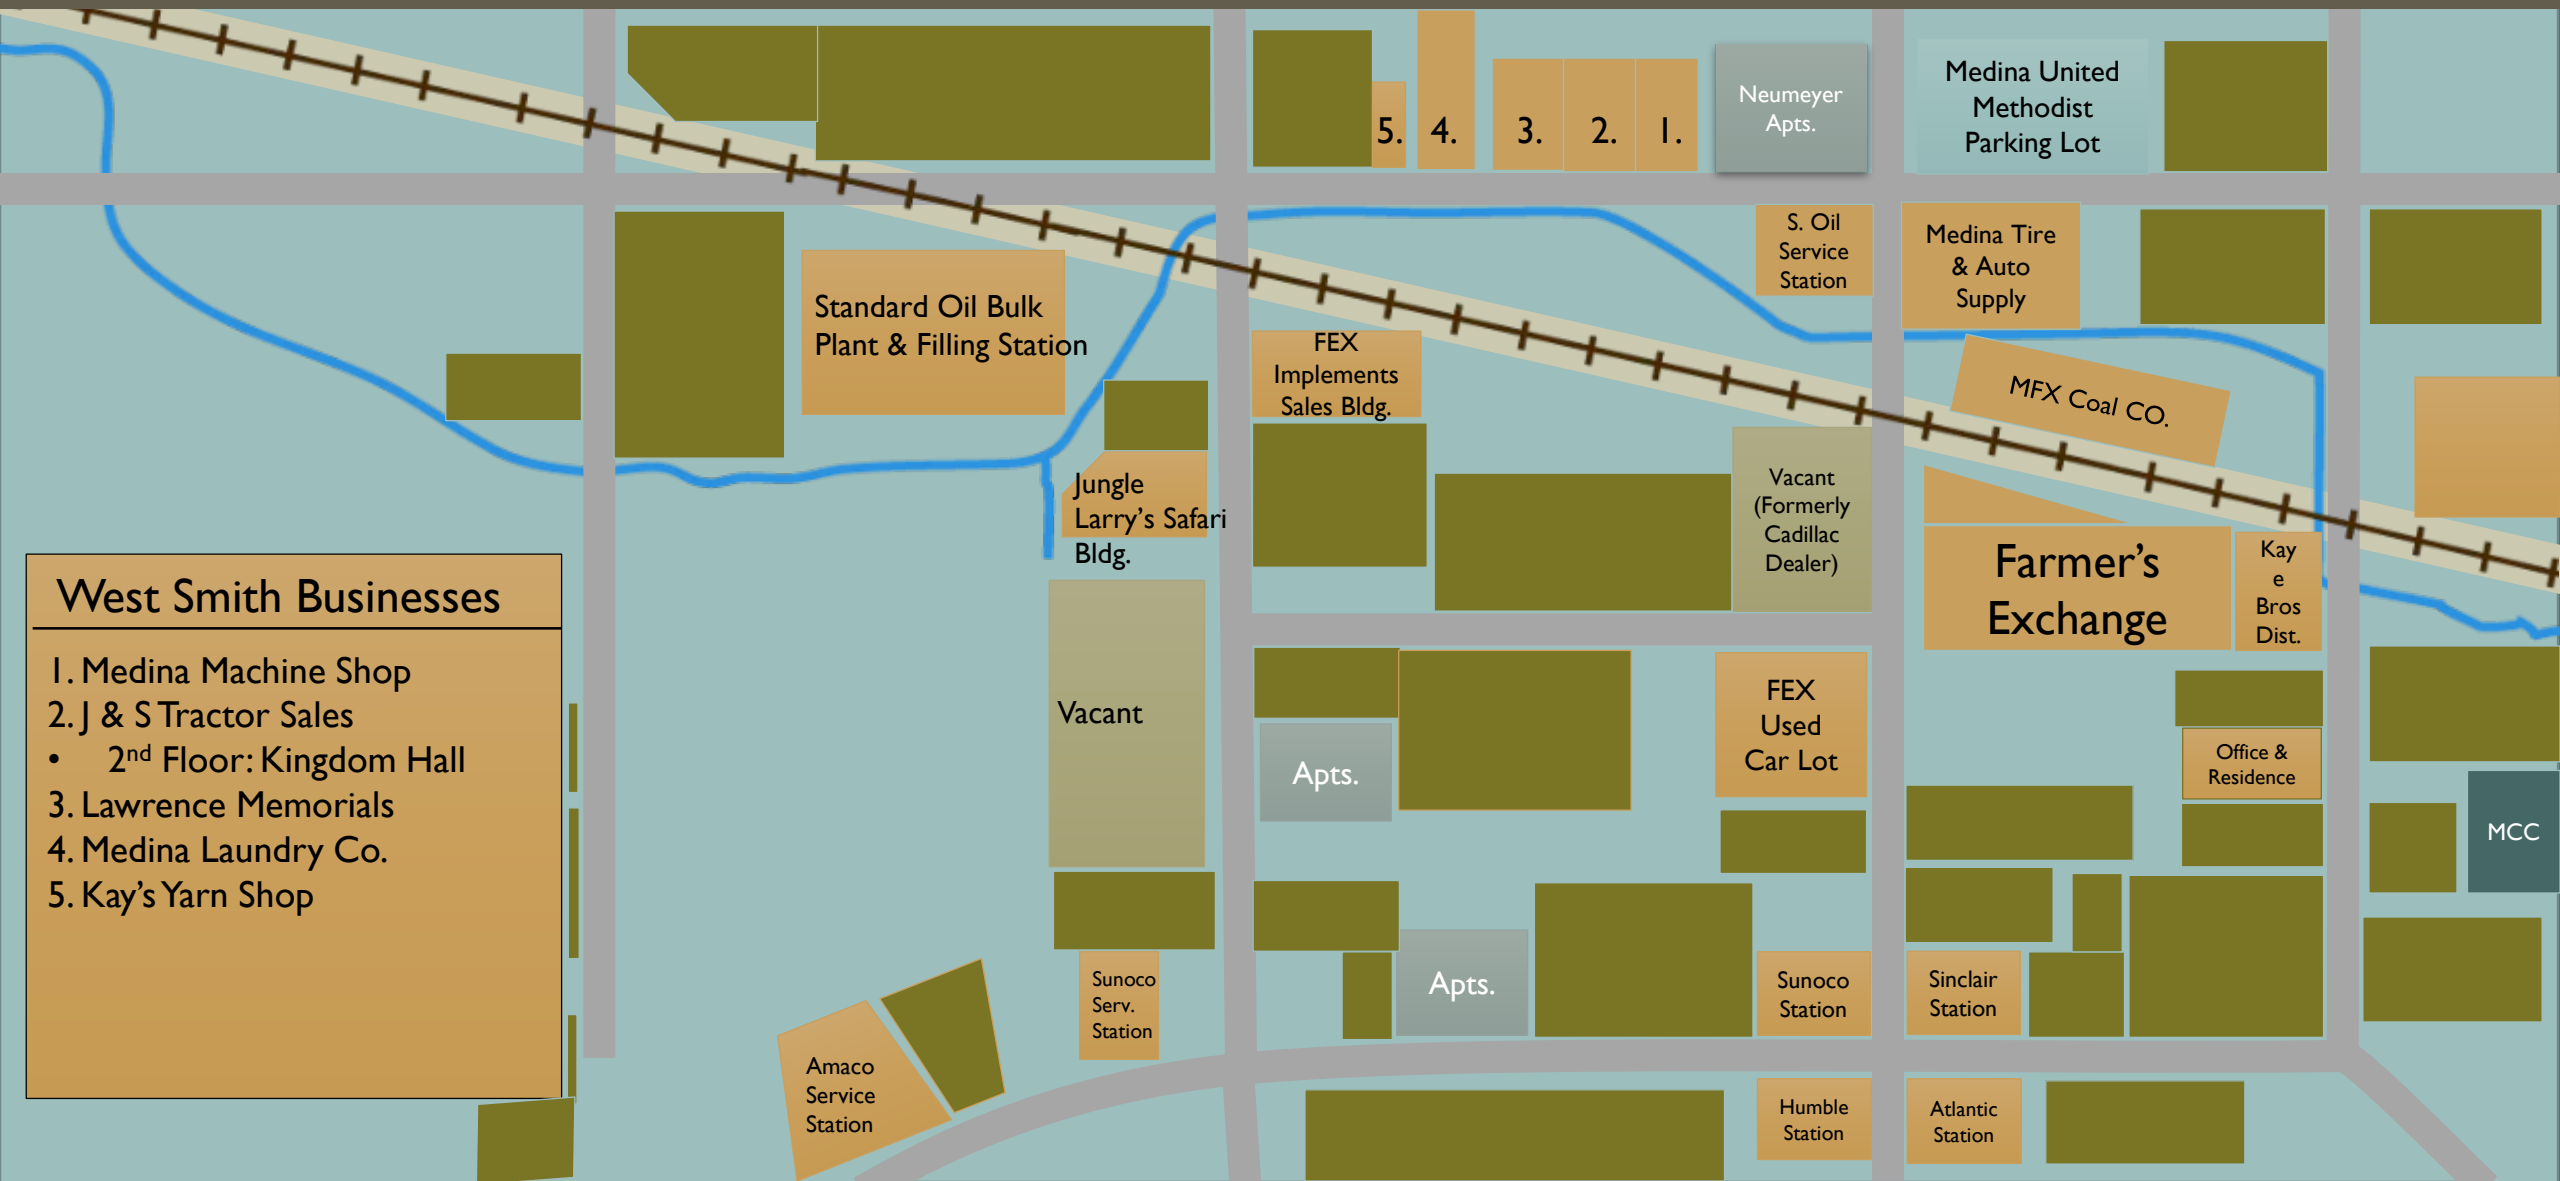 5.
4.
3.
2.
1.
Neumeyer
Apts.
Medina United
Methodist
Parking Lot
S. Oil
Service
Station
Medina Tire
& Auto
Supply
Standard Oil Bulk
Plant & Filling Station
FEX
Implements
Sales Bldg.
MFX Coal CO.
Jungle
Larry’s Safari
Bldg.
Vacant
(Formerly
Cadillac
Dealer)
Farmer’s
Exchange
Kay
e
Bros
Dist.
West Smith Businesses
1. Medina Machine Shop
2. J & S Tractor Sales
• 2nd Floor: Kingdom Hall
3. Lawrence Memorials
4. Medina Laundry Co.
5. Kay’s Yarn Shop
Vacant
Apts.
FEX
Used
Car Lot
Office &
Residence
MCC
Sunoco
Serv.
Station
Apts.
Sunoco
Station
Sinclair
Station
Amaco
Service
Station
Humble
Station
Atlantic
Station